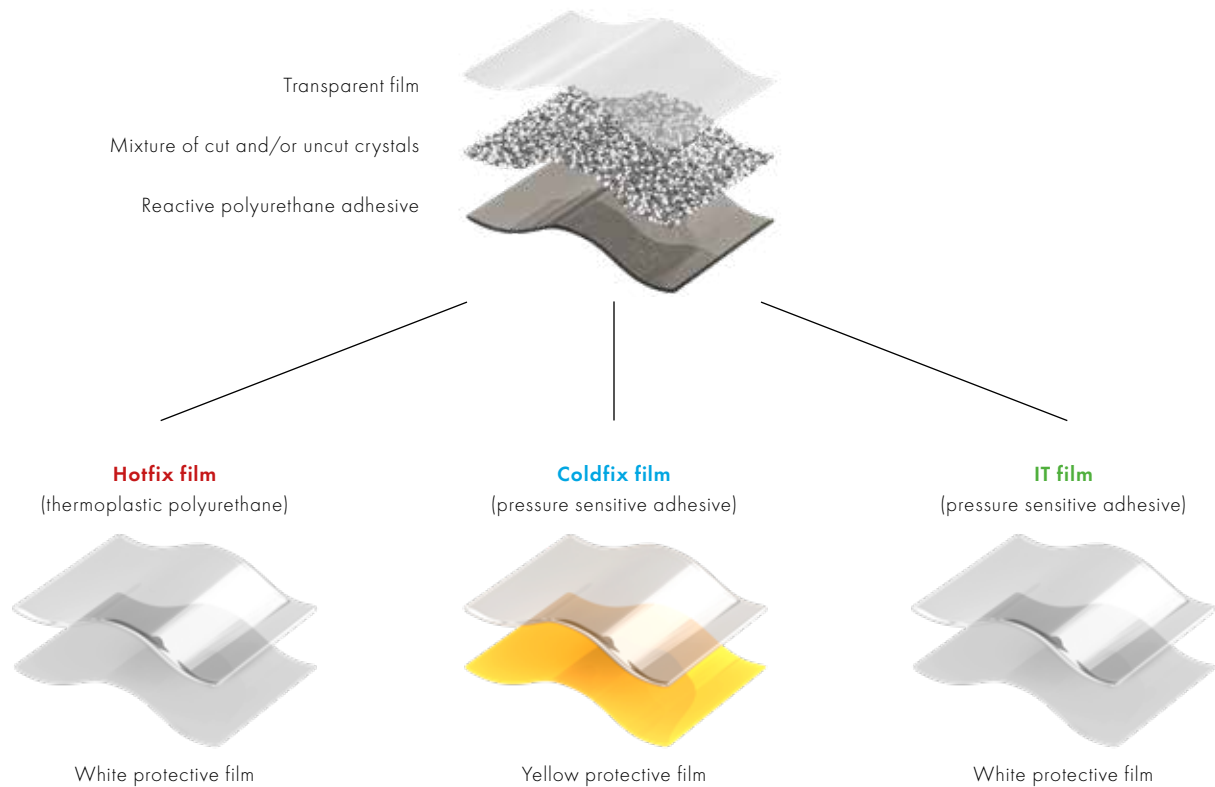 Transparent film
Mixture of cut and/or uncut crystals
Reactive polyurethane adhesive
Hotfix film
(thermoplastic polyurethane)
White protective film
Coldfix film
(pressure sensitive adhesive)
Yellow protective film
IT film
(pressure sensitive adhesive)
White protective film